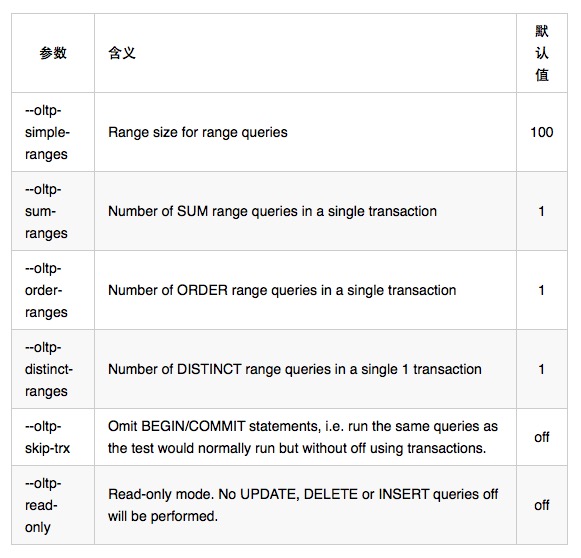 参数 含义 默认值
--oltp-simple-ranges Range size for range queries 100
--oltp-sum-ranges Number of SUM range queries in a single transaction 1
--oltp-order-ranges Number of ORDER range queries in a single transaction 1
--oltp-distinct-ranges Number of DISTINCT range queries in a single 1 transaction 1
--oltp-skip-trx Omit BEGIN/COMMIT statements, i.e. run the same queries as
the test would normally run but without off using transactions. off
--oltp-read-only Read-only mode. No UPDATE, DELETE or INSERT queries off
will be performed. off